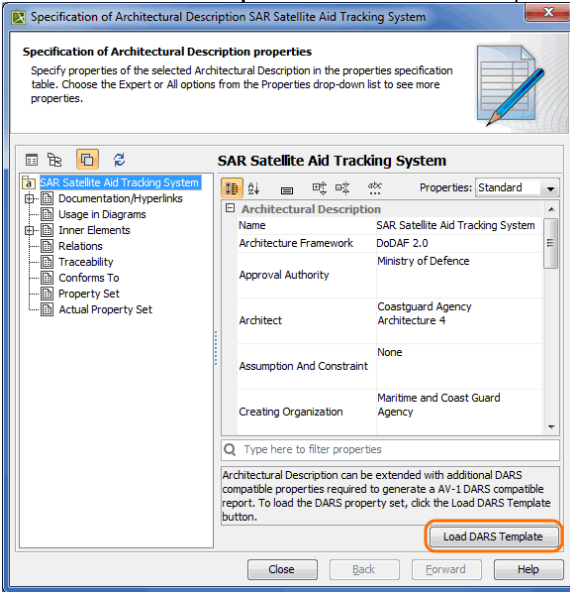 Specification of Architectural Description SAR Satellite Aid Tracking System
Specification of Architectural Description properties
Specify properties of the selected Architectural Description in the properties specification
table. Choose the Expert or All options from the Properties drop-down list to see more
properties.
SAR Satellite Aid Tracking System
SAR Satellite Aid Tracking System
Documentation/Hyperlinks
Usage in Diagrams
Inner Elements
Relations
Traceability
Conforms To
Property Set
Actual Property Set
Properties: Standard
Architectural Description
Name SAR Satellite Aid Tracking System
Architecture Framework DoDAF 2.0
Approval Authority Ministry of Defence
Architect Coastguard Agency
Architecture 4
Assumption And Constraint None
Creating Organization Maritime and Coast Guard
Agency
Type here to filter properties
Architectural Description can be extended with additional DARS
compatible properties required to generate a AV-1 DARS compatible
report. To load the DARS property set, click the Load DARS Template
button.
Load DARS Template
Close Back Forward Help